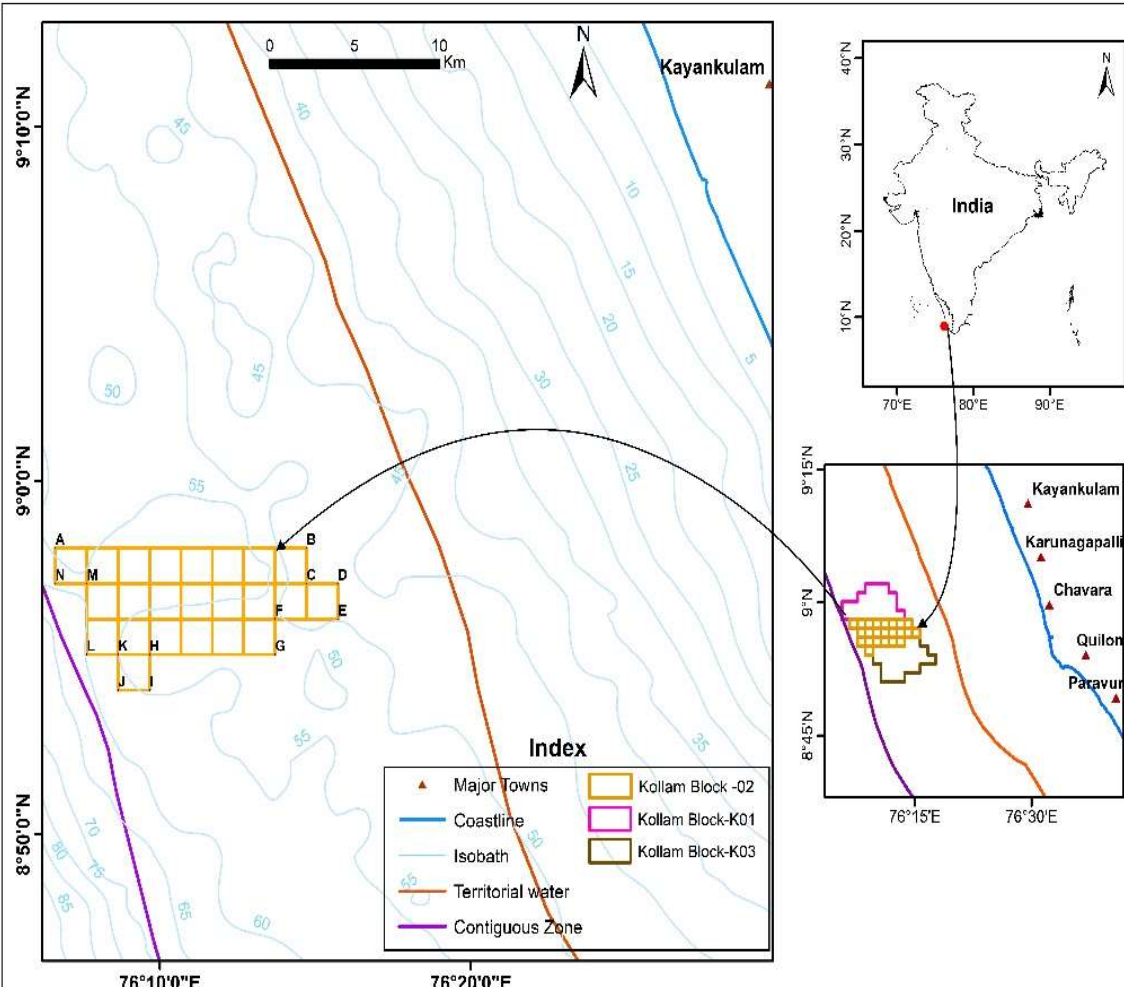 0 5 10
Km
N
Kayankulam
9°10'0"N
9°0'0"N
8°50'0"N
76°10'0"E
76°20'0"E
45
40
10
15
20
5
30
25
45
50
45
55
50
55
35
50
55
60
65
70
75
80
85
A
B
N
M
C
D
F
E
L
K
H
G
J
I
Index
Major Towns
Coastline
Isobath
Territorial water
Contiguous Zone
Kollam Block -02
Kollam Block-K01
Kollam Block-K03
N
40°N
30°N
20°N
10°N
India
70°E
80°E
90°E
9°15'N
9°N
8°45'N
Kayankulam
Karunagapalli
Chavara
Quilon
Paravur
76°15'E
76°30'E